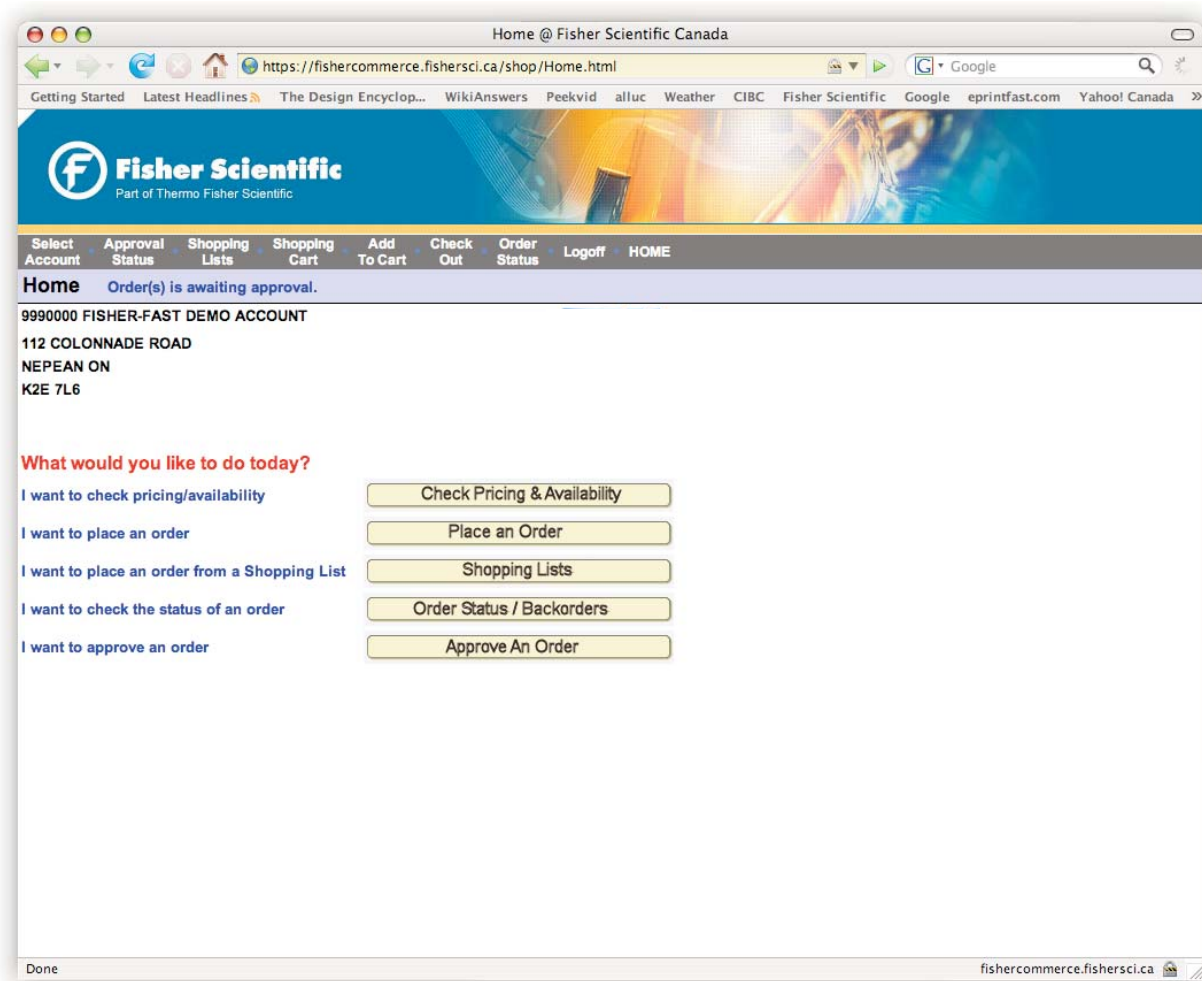 Home @ Fisher Scientific Canada
https://fishercommerce.fishersci.ca/shop/Home.html
G Google
Getting Started Latest Headlines The Design Encyclop... WikiAnswers Peekvid alluc Weather CIBC Fisher Scientific Google eprintfast.com Yahoo! Canada »
f Fisher Scientific
Part of Thermo Fisher Scientific
Select Account Approval Status Shopping Lists Shopping Cart Add To Cart Check Out Order Status Logoff HOME
Home Order(s) is awaiting approval.
9990000 FISHER-FAST DEMO ACCOUNT
112 COLONNADE ROAD
NEPEAN ON
K2E 7L6
What would you like to do today?
I want to check pricing/availability Check Pricing & Availability
I want to place an order Place an Order
I want to place an order from a Shopping List Shopping Lists
I want to check the status of an order Order Status / Backorders
I want to approve an order Approve An Order
Done fishercommerce.fishersci.ca